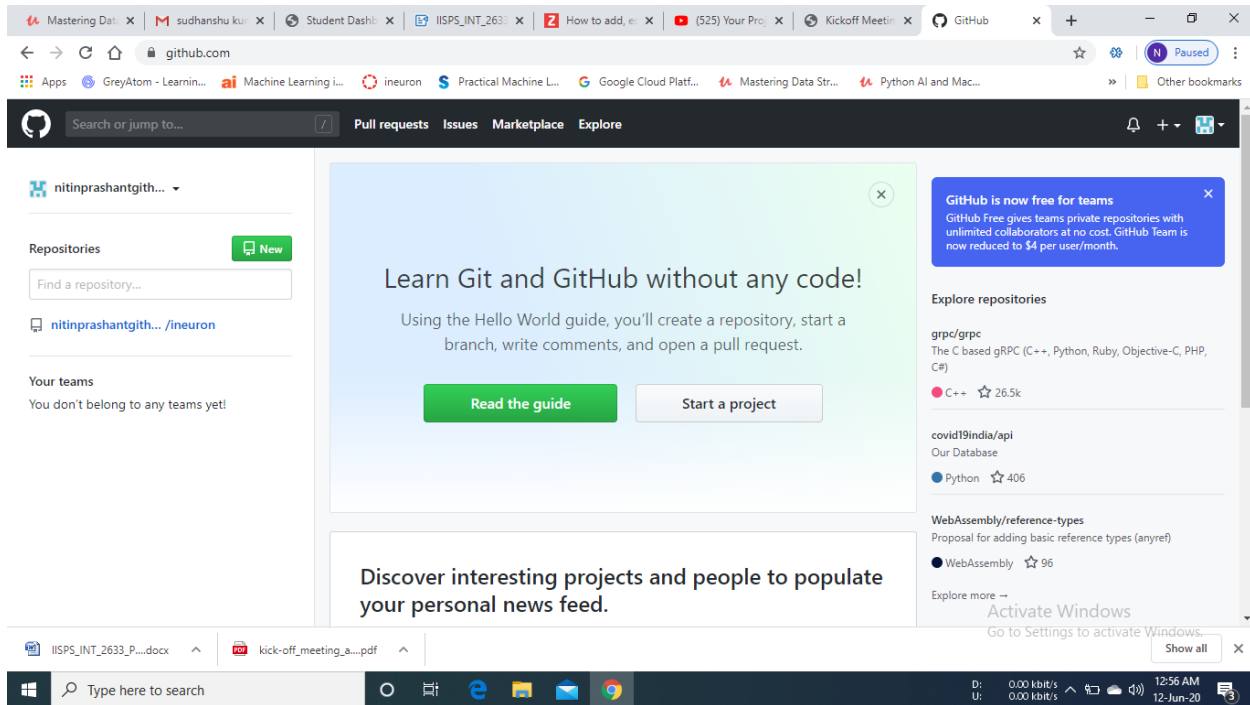 Mastering Dat
sudhanshu ku
Student Dashb
IISPS_INT_263
How to add, e
(525) Your Proj
Kickoff Meetin
GitHub
github.com
N Paused
Apps
GreyAtom - Learnin...
ai Machine Learning i...
ineuron
Practical Machine L...
Google Cloud Platf...
Mastering Data Str...
Python AI and Mac...
»
Other bookmarks
Search or jump to...
/
Pull requests Issues Marketplace Explore
nitinprashantgith...
Repositories
New
Find a repository...
nitinprashantgith... /ineuron
Your teams
You don't belong to any teams yet!
Learn Git and GitHub without any code!
Using the Hello World guide, you'll create a repository, start a
branch, write comments, and open a pull request.
Read the guide
Start a project
Discover interesting projects and people to populate
your personal news feed.
GitHub is now free for teams
GitHub Free gives teams private repositories with
unlimited collaborators at no cost. GitHub Team is
now reduced to $4 per user/month.
Explore repositories
grpc/grpc
The C based gRPC (C++, Python, Ruby, Objective-C, PHP,
C#)
C++ 26.5k
covid19india/api
Our Database
Python 406
WebAssembly/reference-types
Proposal for adding basic reference types (anyref)
WebAssembly 96
Explore more →
Activate Windows
Go to Settings to activate Windows.
IISPS_INT_2633_P....docx
PDF
kick-off_meeting_a....pdf
Show all
Type here to search
D: 0.00 kbit/s
U: 0.00 kbit/s
12:56 AM
12-Jun-20
3